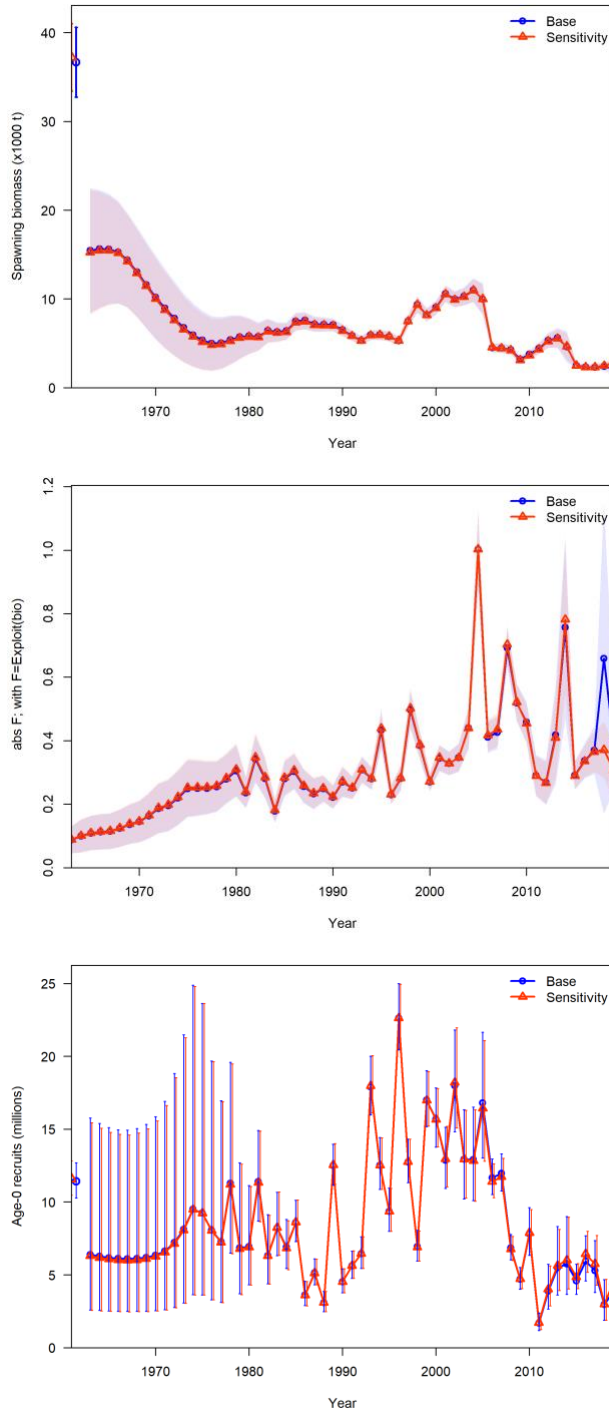 Spawning biomass (x1000 t)
40
30
20
10
0
Base
Sensitivity
1970
1980
1990
2000
2010
Year
abs F; with F=Exploit(bio)
1.2
1.0
0.8
0.6
0.4
0.2
0.0
Base
Sensitivity
1970
1980
1990
2000
2010
Year
Age-0 recruits (millions)
25
20
15
10
5
0
Base
Sensitivity
1970
1980
1990
2000
2010
Year